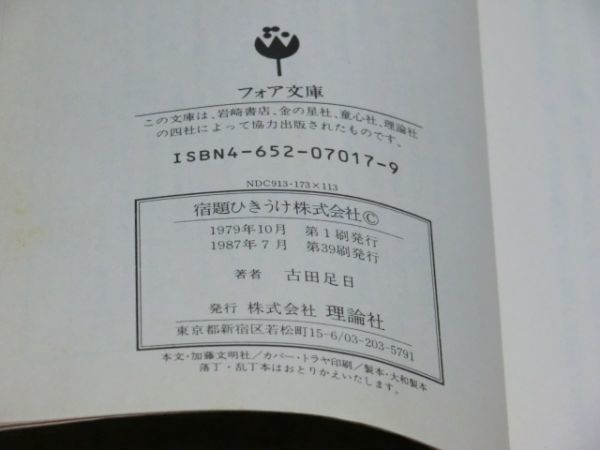 フォア文庫
この文庫は、岩崎書店、金の星社、童心社、理論社
の四社によって協力出版されたものです。
ISBN4-652-07017-9
NDC913・173×113
宿題ひきうけ株式会社©
1979年10月 第1刷発行
1987年7月 第39刷発行
著者 古田足日
発行 株式会社 理論社
東京都新宿区若松町15-6/03-203-5791
本文・加藤文明社/カバー・トラヤ印刷/製本・大和製本
落丁・乱丁本はおとりかえいたします。